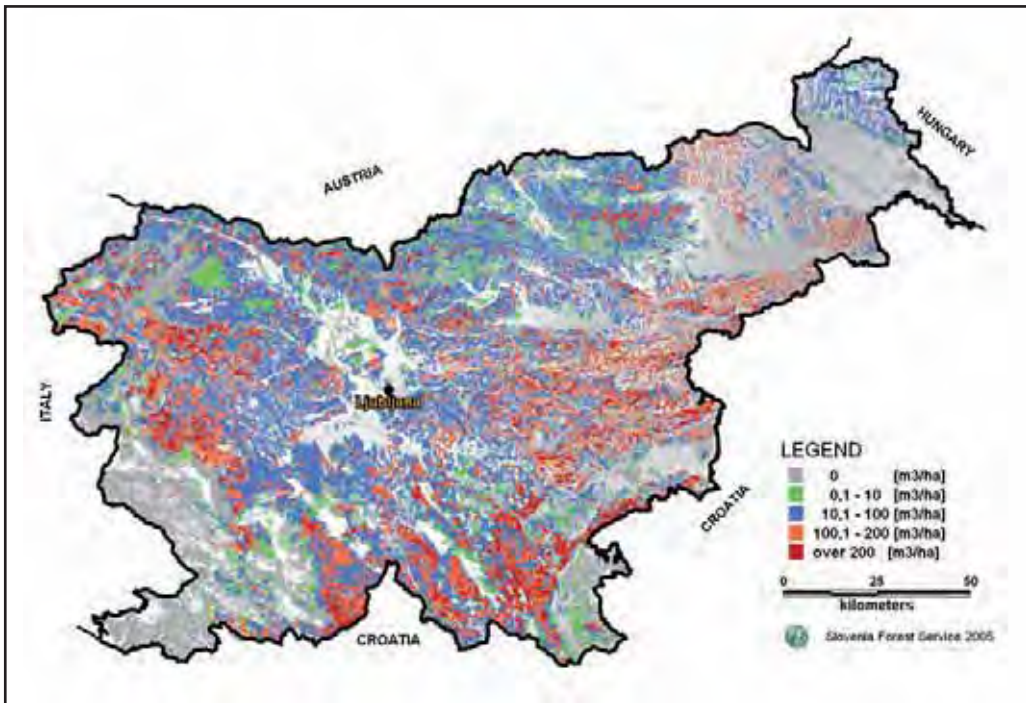 AUSTRIA
HUNGARY
ITALY
Ljubljana
CROATIA
CROATIA
LEGEND
0 [m3/ha]
0,1 - 10 [m3/ha]
10,1 - 100 [m3/ha]
100,1 - 200 [m3/ha]
over 200 [m3/ha]
0 25 50
kilometers
Slovenia Forest Service 2005